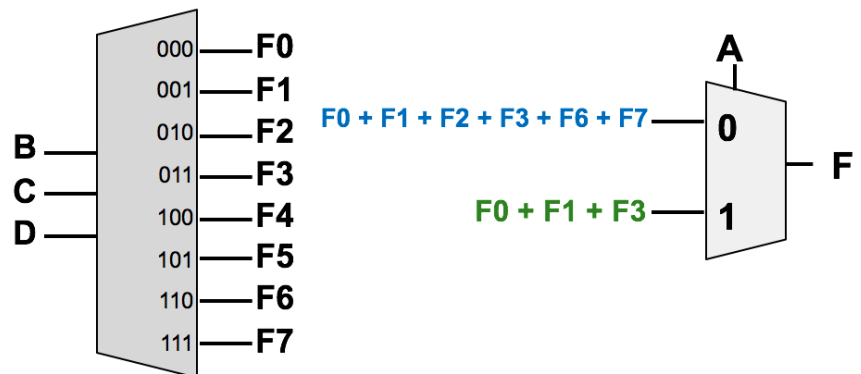 B
C
D
000 F0
001 F1
010 F2
011 F3
100 F4
101 F5
110 F6
111 F7
A
F0 + F1 + F2 + F3 + F6 + F7 0
F0 + F1 + F3 1
F